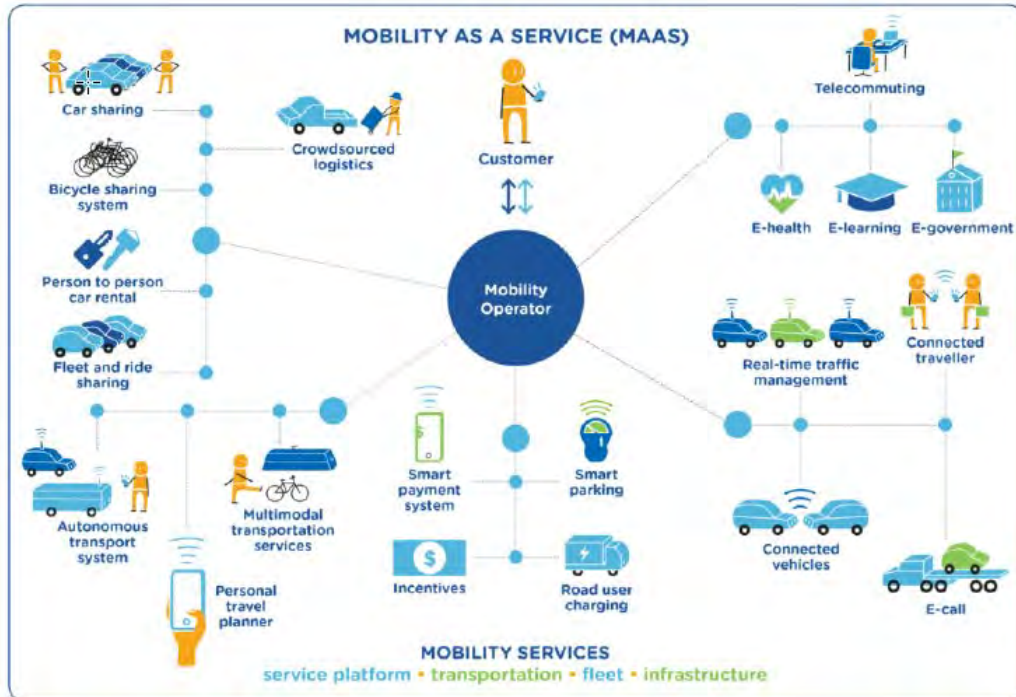 MOBILITY AS A SERVICE (MAAS)
Car sharing
Crowdsourced
logistics
Customer
Telecommuting
Bicycle sharing
system
E-health
E-learning
E-government
Person to person
car rental
Mobility
Operator
Fleet and ride
sharing
Real-time traffic
management
Connected
traveller
Autonomous
transport
system
Multimodal
transportation
services
Personal
travel
planner
$
Smart
payment
system
Smart
parking
$
Incentives
Road user
charging
Connected
vehicles
E-call
MOBILITY SERVICES
service platform • transportation • fleet • infrastructure